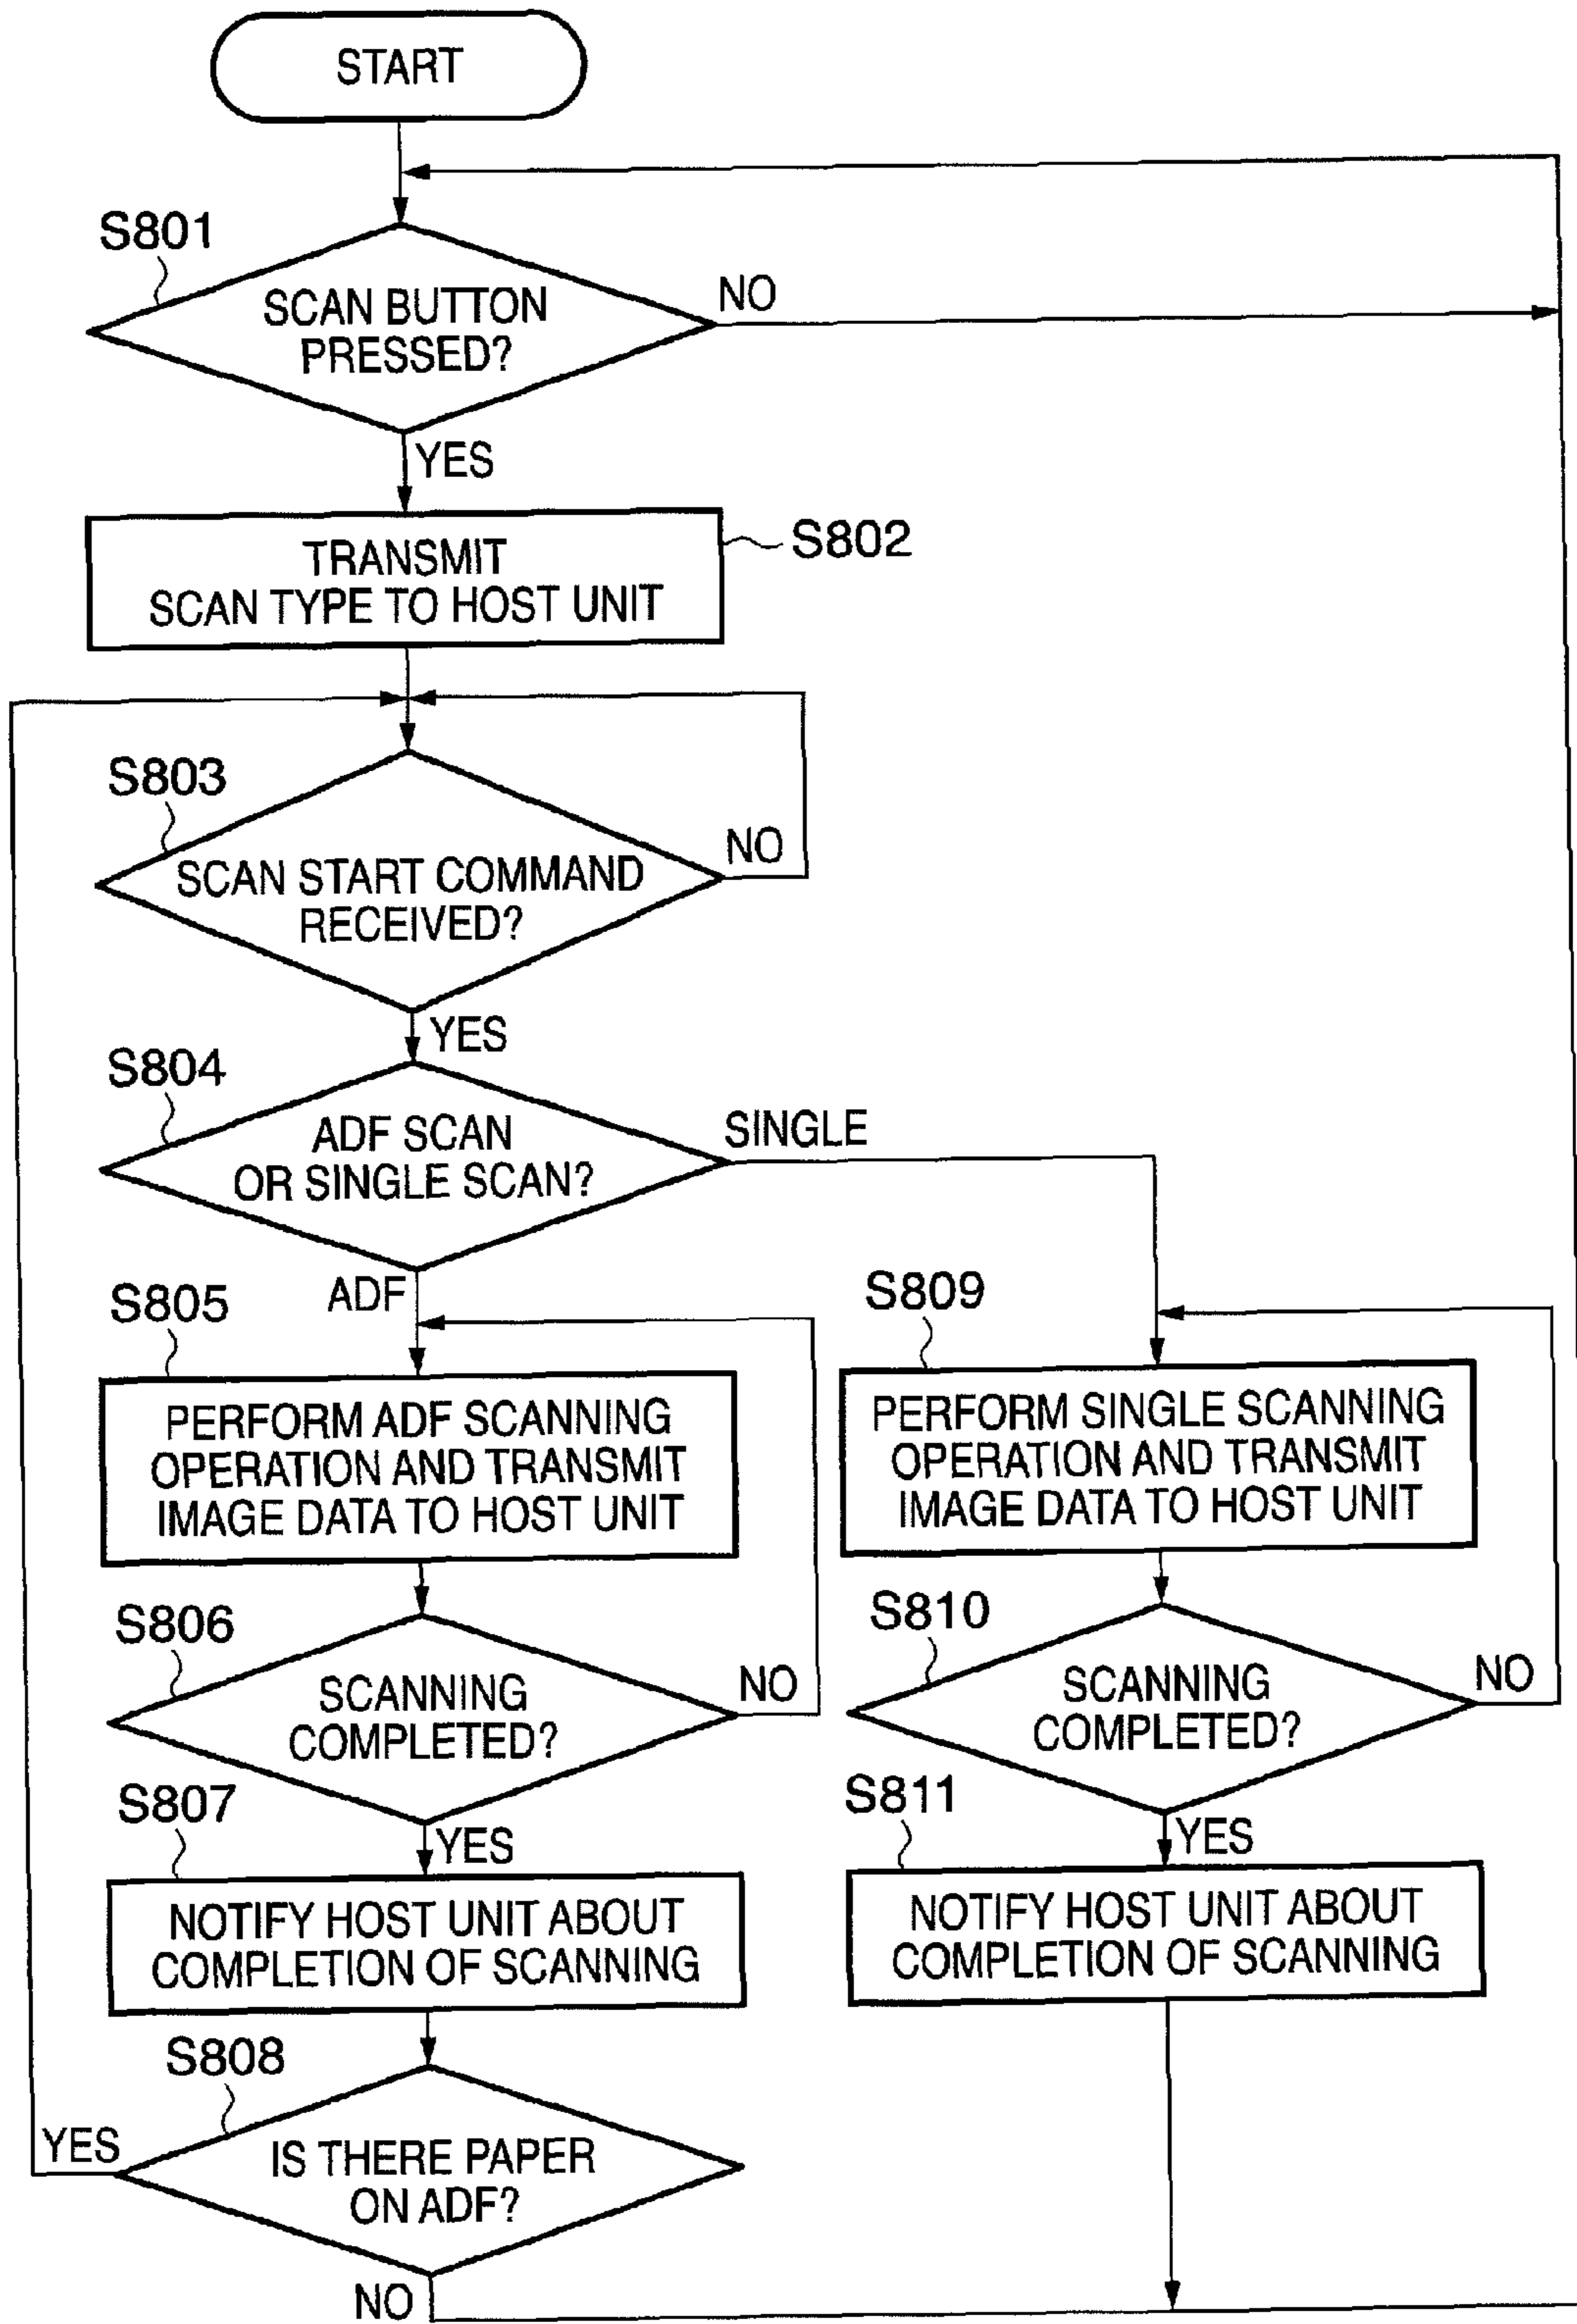 START
S801
SCAN BUTTON
PRESSED?
NO
YES
TRANSMIT
SCAN TYPE TO HOST UNIT
S802
S803
SCAN START COMMAND
RECEIVED?
NO
YES
S804
ADF SCAN
OR SINGLE SCAN?
SINGLE
ADF
S805
PERFORM ADF SCANNING
OPERATION AND TRANSMIT
IMAGE DATA TO HOST UNIT
S806
SCANNING
COMPLETED?
NO
YES
S807
NOTIFY HOST UNIT ABOUT
COMPLETION OF SCANNING
S808
IS THERE PAPER
ON ADF?
YES
NO
S809
PERFORM SINGLE SCANNING
OPERATION AND TRANSMIT
IMAGE DATA TO HOST UNIT
S810
SCANNING
COMPLETED?
NO
YES
S811
NOTIFY HOST UNIT ABOUT
COMPLETION OF SCANNING